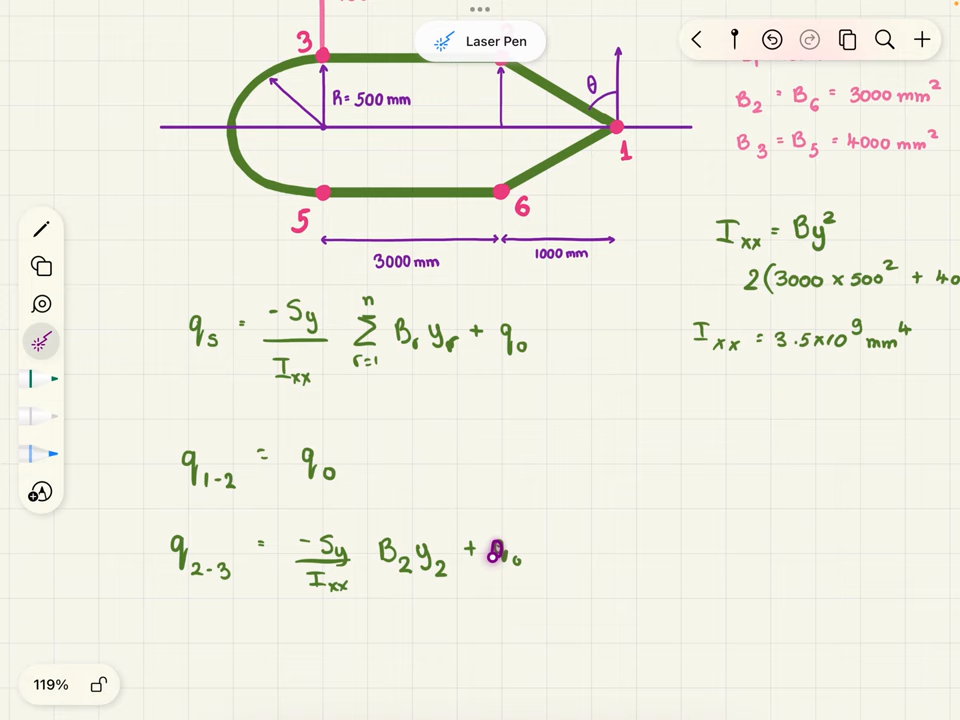 Laser Pen
3
R = 500 mm
θ
1
B₂ = B₆ = 3000 mm²
B₃ = B₅ = 4000 mm²
5
6
3000 mm
1000 mm
Iₓₓ = By²
2(3000 × 500² + 40
Iₓₓ = 3.5×10⁹ mm⁴
qₛ = -Sy / Iₓₓ n Σ r=1 Bᵣ yᵣ + q₀
q₁₋₂ = q₀
q₂₋₃ = -Sy / Iₓₓ B₂y₂ + q₀
119%